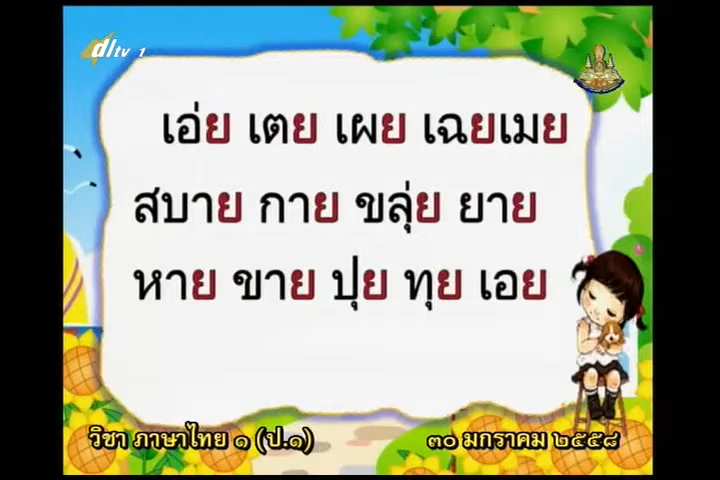 dltv 1
เอ่ย เตย เผย เฉยเมย
สบาย กาย ขลุ่ย ยาย
หาย ขาย ปุย ทุย เอย
วิชา ภาษาไทย ๑ (ป.๑)
๓๐ มกราคม ๒๕๕๘